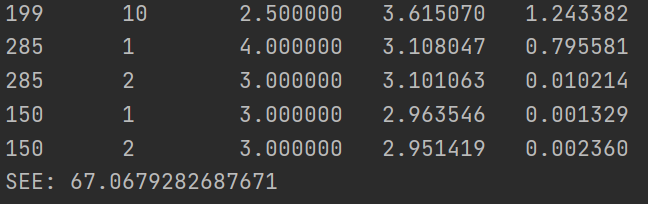 199 10 2.500000 3.615070 1.243382
285 1 4.000000 3.108047 0.795581
285 2 3.000000 3.101063 0.010214
150 1 3.000000 2.963546 0.001329
150 2 3.000000 2.951419 0.002360
SEE: 67.0679282687671